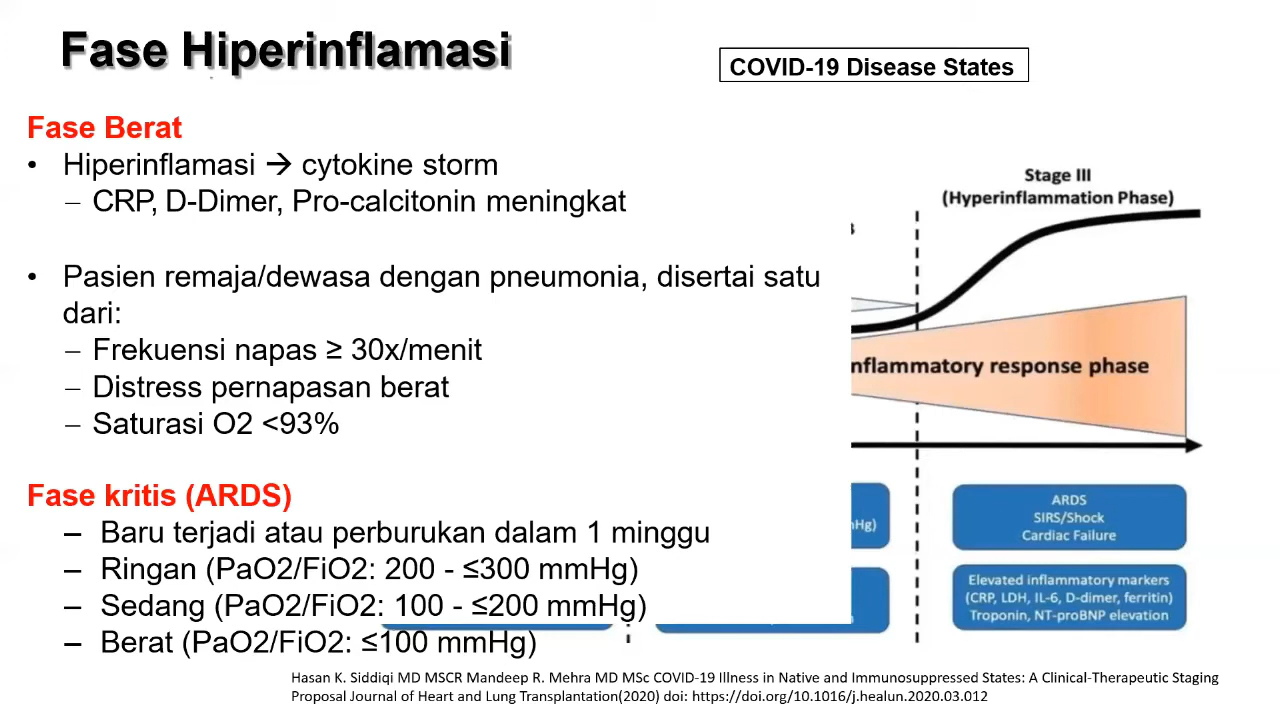 Fase Hiperinflamasi
COVID-19 Disease States
Fase Berat
• Hiperinflamasi → cytokine storm
– CRP, D-Dimer, Pro-calcitonin meningkat
• Pasien remaja/dewasa dengan pneumonia, disertai satu
dari:
– Frekuensi napas ≥ 30x/menit
– Distress pernapasan berat
– Saturasi O2 <93%
Fase kritis (ARDS)
– Baru terjadi atau perburukan dalam 1 minggu
– Ringan (PaO2/FiO2: 200 - ≤300 mmHg)
– Sedang (PaO2/FiO2: 100 - ≤200 mmHg)
– Berat (PaO2/FiO2: ≤100 mmHg)
Stage III
(Hyperinflammation Phase)
nflammatory response phase
Hg)
ARDS
SIRS/Shock
Cardiac Failure
Elevated inflammatory markers
(CRP, LDH, IL-6, D-dimer, ferritin)
Troponin, NT-proBNP elevation
Hasan K. Siddiqi MD MSCR Mandeep R. Mehra MD MSc COVID-19 Illness in Native and Immunosuppressed States: A Clinical-Therapeutic Staging
Proposal Journal of Heart and Lung Transplantation(2020) doi: https://doi.org/10.1016/j.healun.2020.03.012